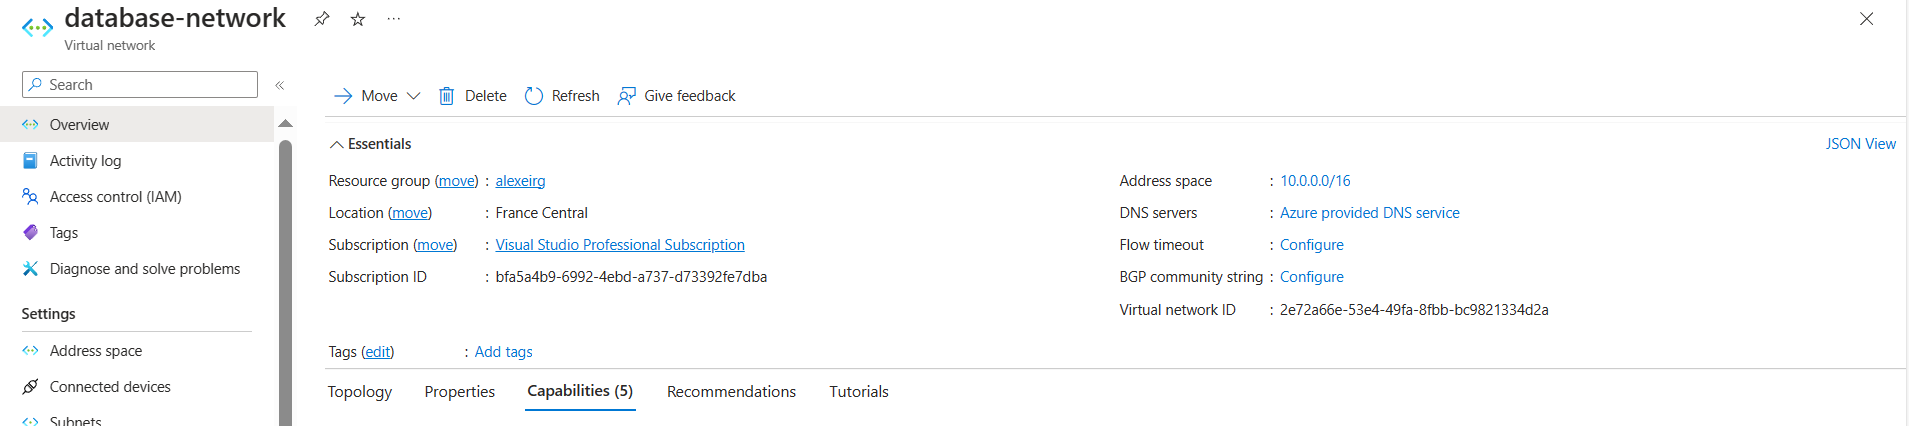 database-network
Virtual network
Search
Overview
Activity log
Access control (IAM)
Tags
Diagnose and solve problems
Settings
Address space
Connected devices
Subnets
Move
Delete
Refresh
Give feedback
Essentials
JSON View
Resource group (move) : alexeirg
Location (move) : France Central
Subscription (move) : Visual Studio Professional Subscription
Subscription ID : bfa5a4b9-6992-4ebd-a737-d73392fe7dba
Address space : 10.0.0.0/16
DNS servers : Azure provided DNS service
Flow timeout : Configure
BGP community string : Configure
Virtual network ID : 2e72a66e-53e4-49fa-8fbb-bc9821334d2a
Tags (edit) : Add tags
Topology
Properties
Capabilities (5)
Recommendations
Tutorials